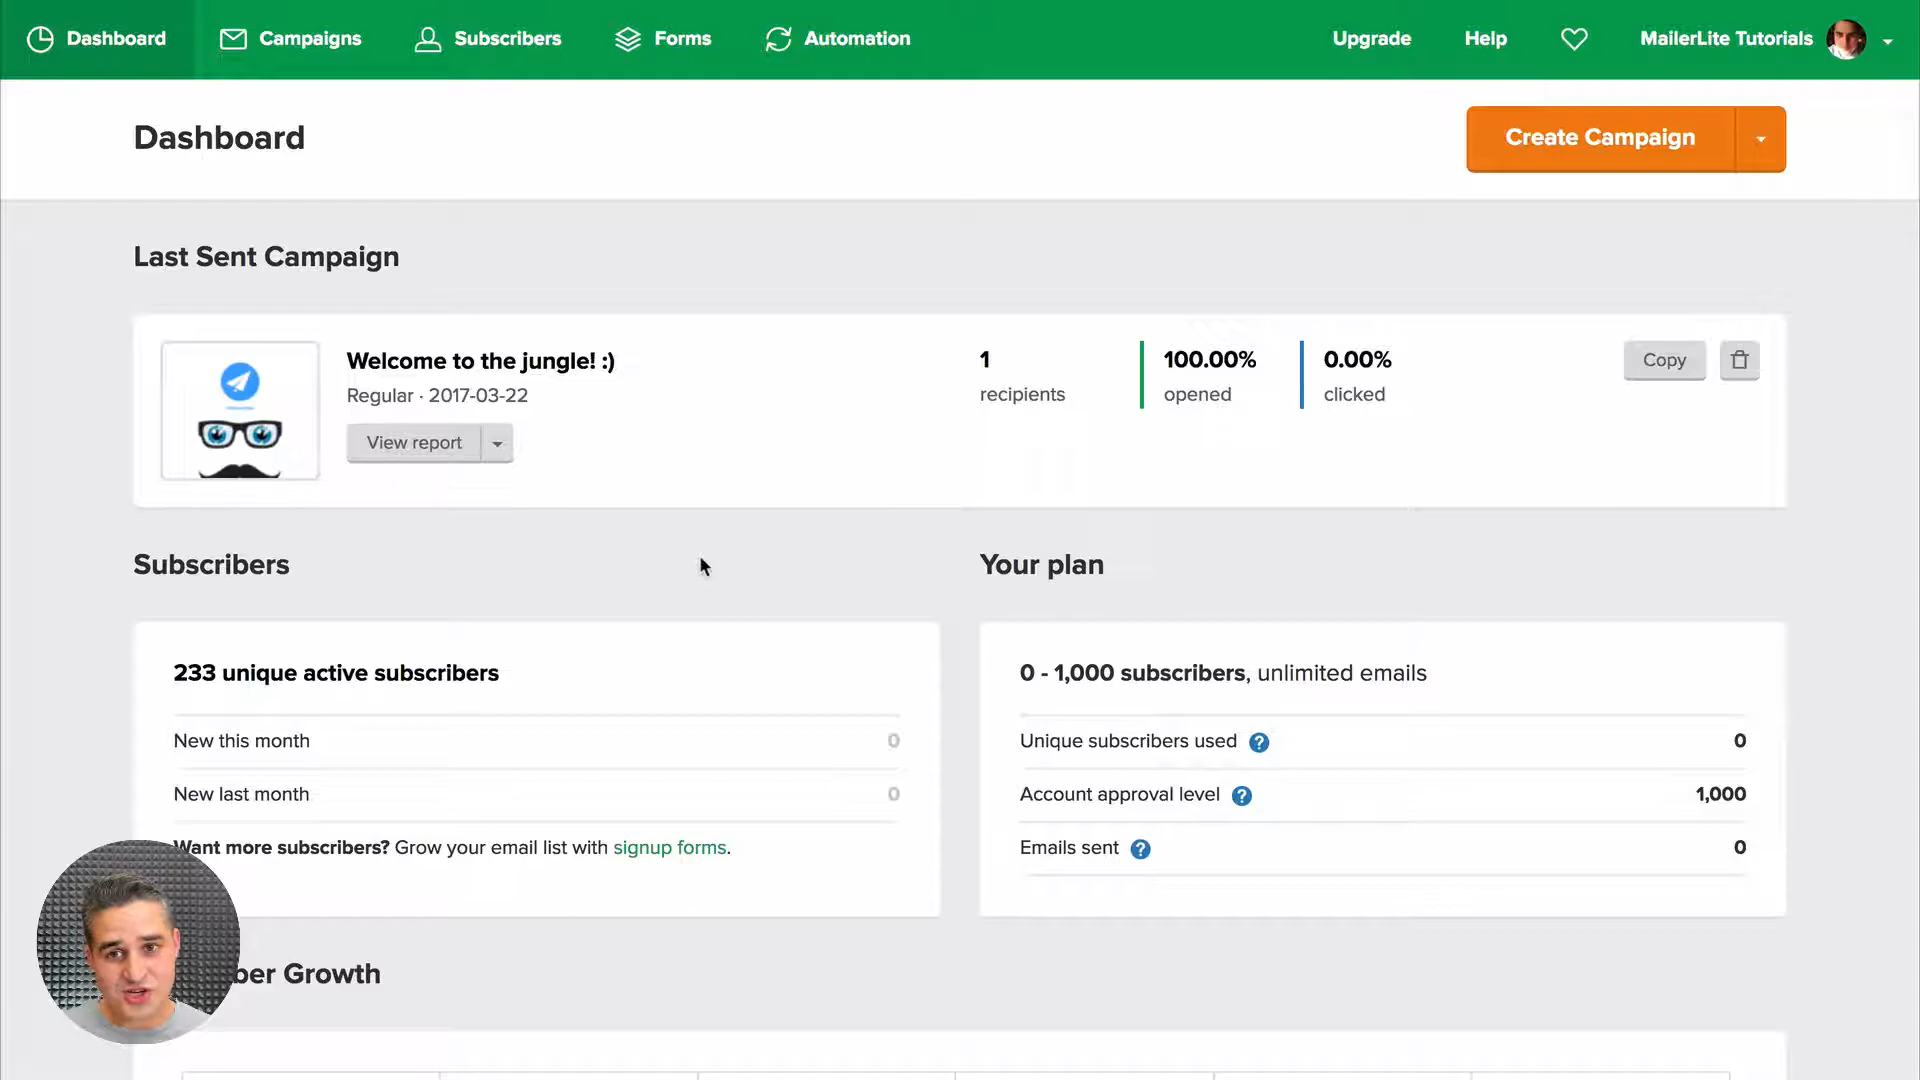 Dashboard
Campaigns
Subscribers
Forms
Automation
Upgrade
Help
MailerLite Tutorials
Dashboard
Create Campaign
Last Sent Campaign
Welcome to the jungle! :)
Regular · 2017-03-22
View report
1
recipients
100.00%
opened
0.00%
clicked
Copy
Subscribers
233 unique active subscribers
New this month 0
New last month 0
Want more subscribers? Grow your email list with signup forms.
Your plan
0 - 1,000 subscribers, unlimited emails
Unique subscribers used ? 0
Account approval level ? 1,000
Emails sent ? 0
ber Growth